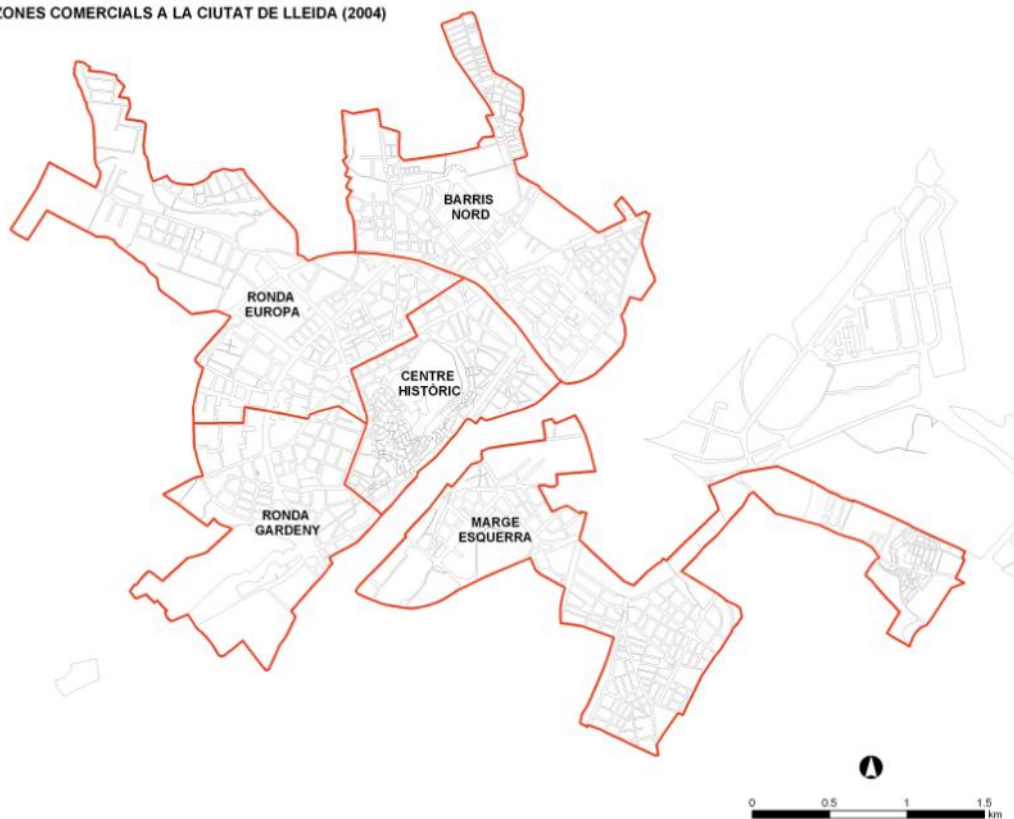 ZONES COMERCIALS A LA CIUTAT DE LLEIDA (2004)
BARRIS
NORD
RONDA
EUROPA
CENTRE
HISTÒRIC
RONDA
GARDENY
MARGE
ESQUERRA
0 0.5 1 1.5
km